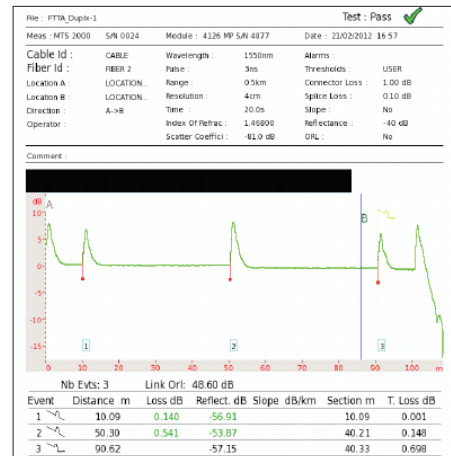 File : FTTA_Duplx-1 Test : Pass
Meas : MTS 2000 S/N 0024 Module : 4126 MP S/N 4877 Date : 21/02/2012 16:57
Cable Id : CABLE Wavelength : 1550nm Alarms :
Fiber Id : FIBER 2 Pulse : 3ns Thresholds : USER
Location A : LOCATION... Range : 0.5km Connector Loss : 1.00 dB
Location B : LOCATION... Resolution : 4cm Splice Loss : 0.10 dB
Direction : A->B Time : 20.0s Slope : No
Operator : Index Of Refrac : 1.46800 Reflectance : -40 dB
Scatter Coeffici : -81.0 dB ORL : No
Comment :
dB A
10
B
5
0
-5
-10
-15
1 2 3
0 10 20 30 40 50 60 70 80 90 100 m
Nb Evts: 3 Link Orl: 48.60 dB
Event Distance m Loss dB Reflect. dB Slope dB/km Section m T. Loss dB
1 10.09 0.140 -56.91 10.09 0.001
2 50.30 0.541 -53.87 40.21 0.148
3 90.62 -57.15 40.33 0.698